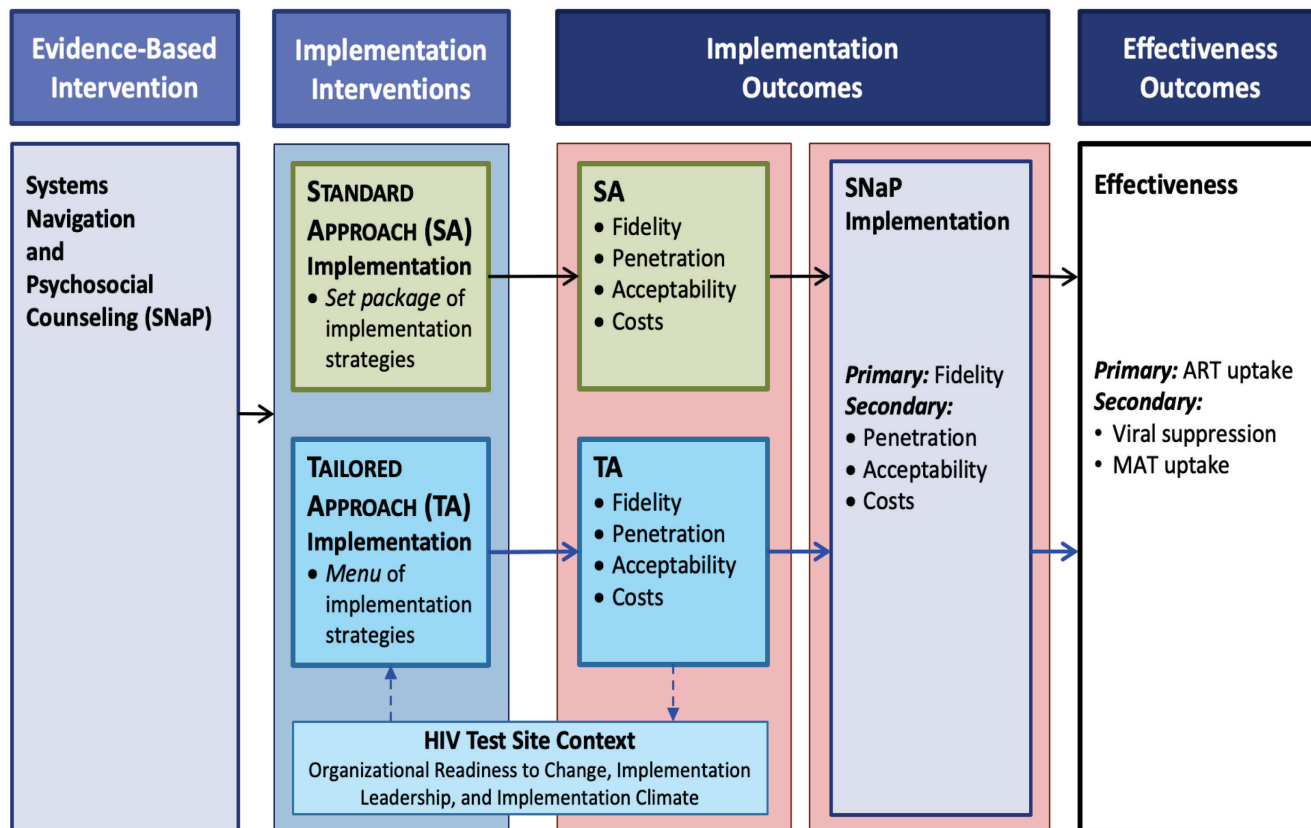 Evidence-Based
Intervention
Implementation
Interventions
Implementation
Outcomes
Effectiveness
Outcomes
Systems
Navigation
and
Psychosocial
Counseling (SNaP)
STANDARD
APPROACH (SA)
Implementation
• Set package of
implementation
strategies
SA
• Fidelity
• Penetration
• Acceptability
• Costs
TAILORED
APPROACH (TA)
Implementation
• Menu of
implementation
strategies
TA
• Fidelity
• Penetration
• Acceptability
• Costs
HIV Test Site Context
Organizational Readiness to Change, Implementation
Leadership, and Implementation Climate
SNaP
Implementation
Primary: Fidelity
Secondary:
• Penetration
• Acceptability
• Costs
Effectiveness
Primary: ART uptake
Secondary:
• Viral suppression
• MAT uptake